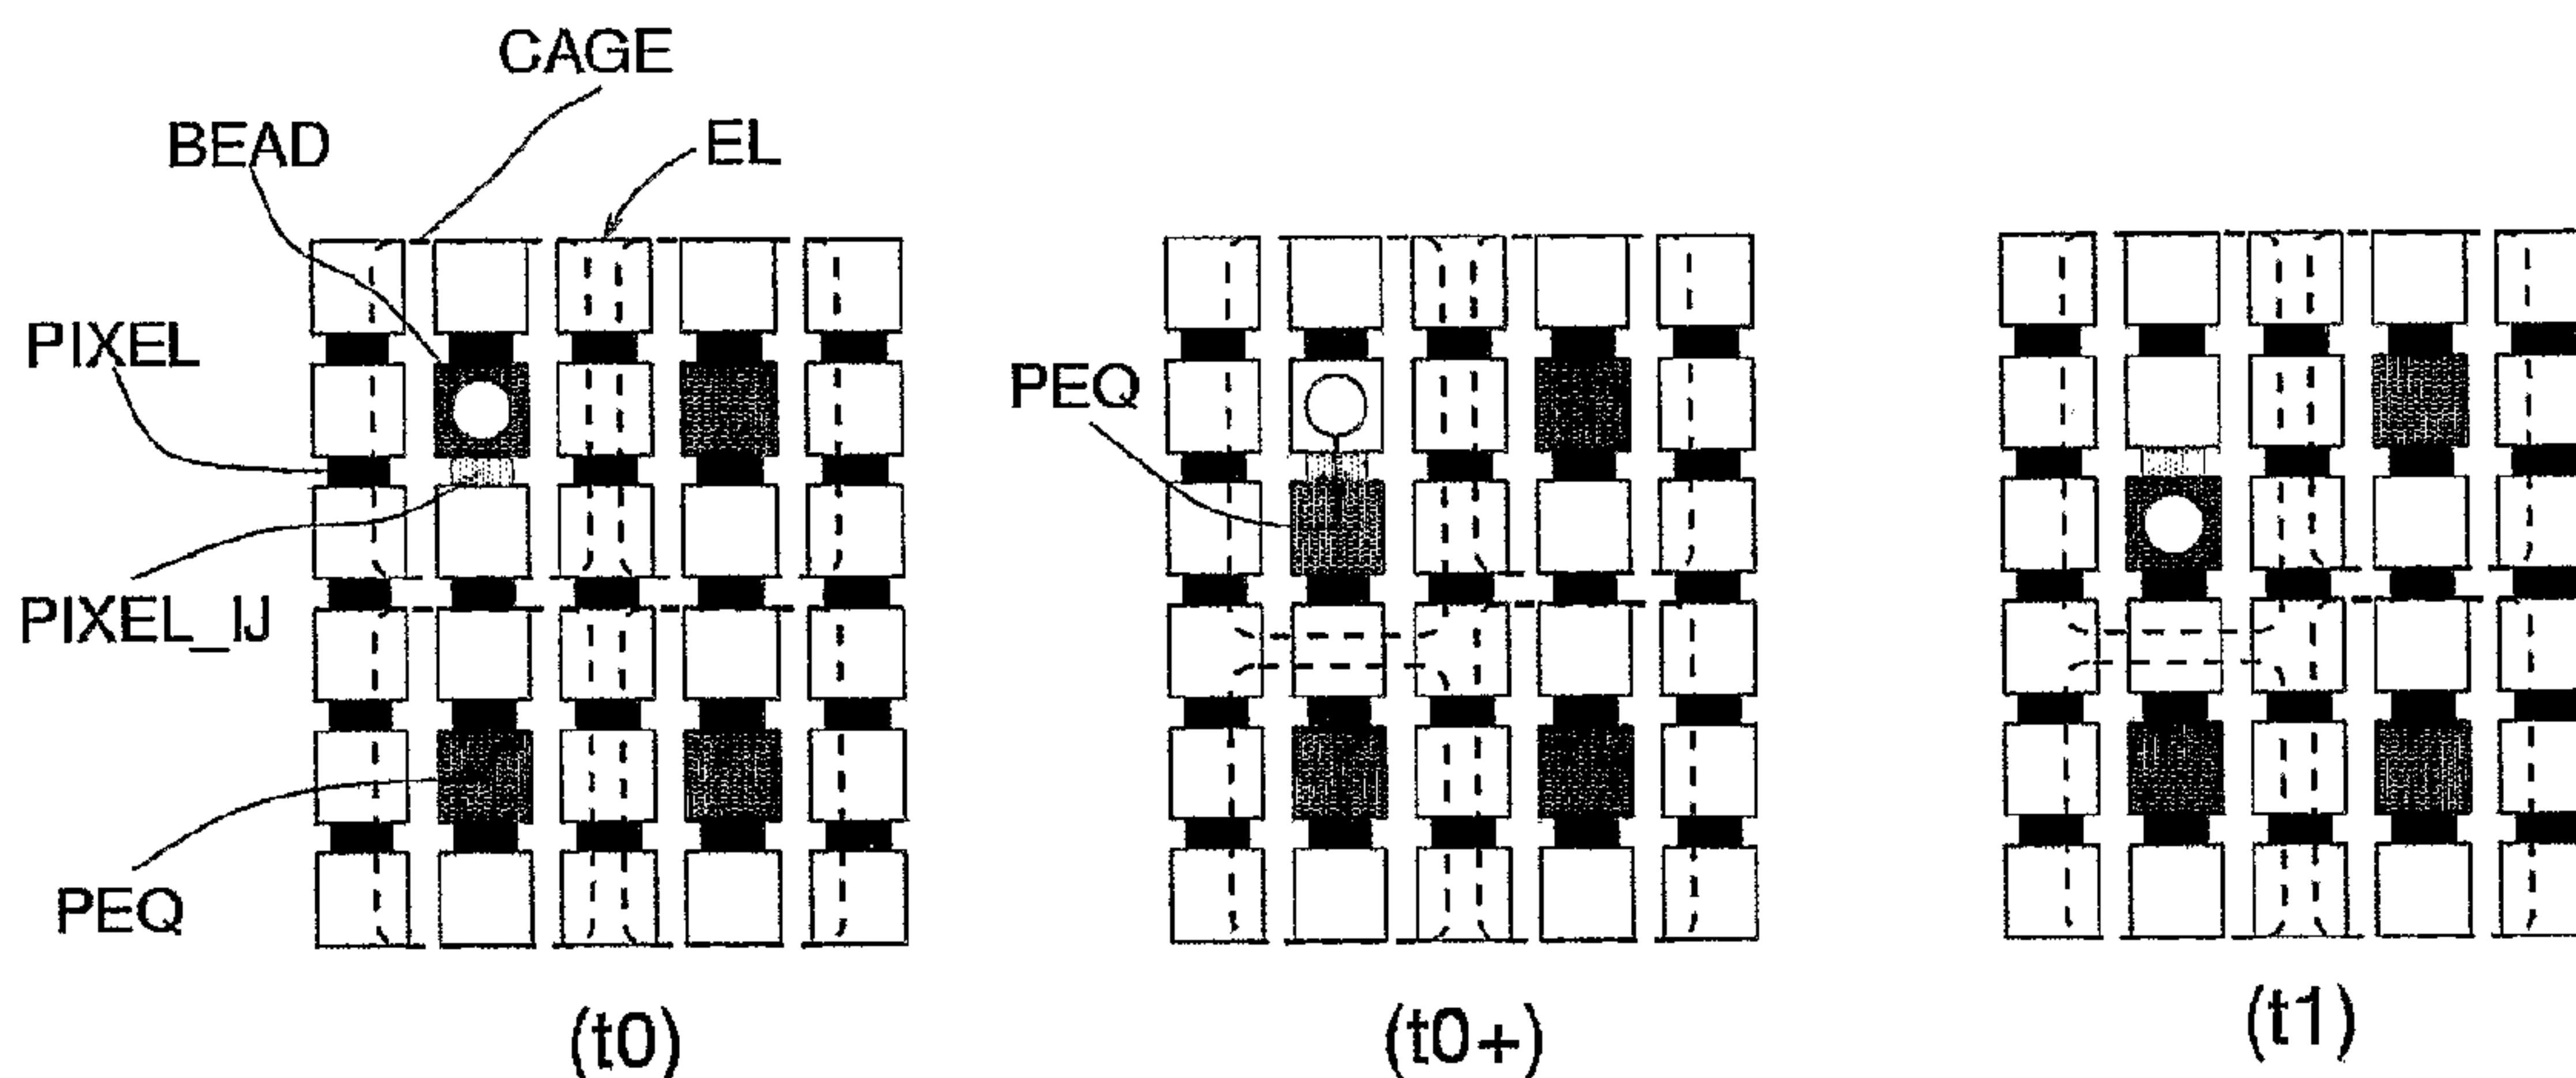 CAGE
BEAD
EL
PIXEL
PEQ
PIXEL_IJ
PEQ
(t0)
(t0+)
(t1)